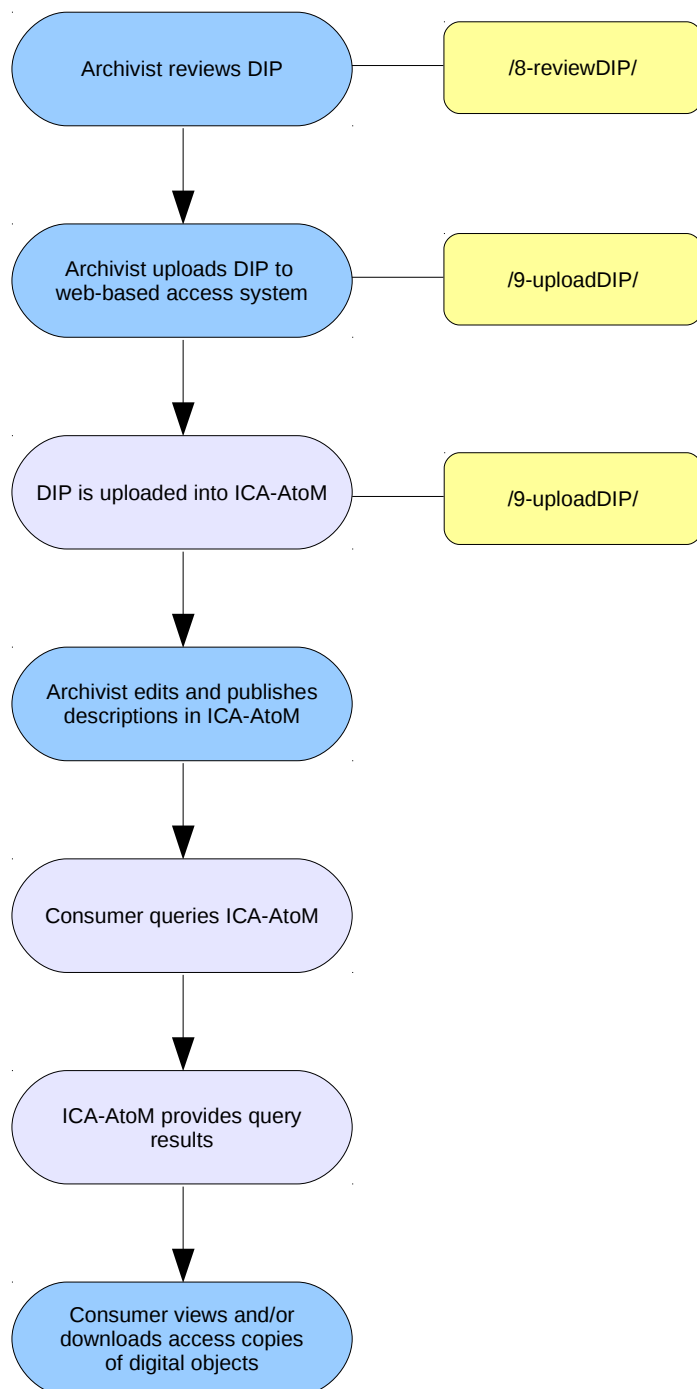 Archivist reviews DIP
/8-reviewDIP/
Archivist uploads DIP to
web-based access system
/9-uploadDIP/
DIP is uploaded into ICA-AtoM
/9-uploadDIP/
Archivist edits and publishes
descriptions in ICA-AtoM
Consumer queries ICA-AtoM
ICA-AtoM provides query
results
Consumer views and/or
downloads access copies
of digital objects